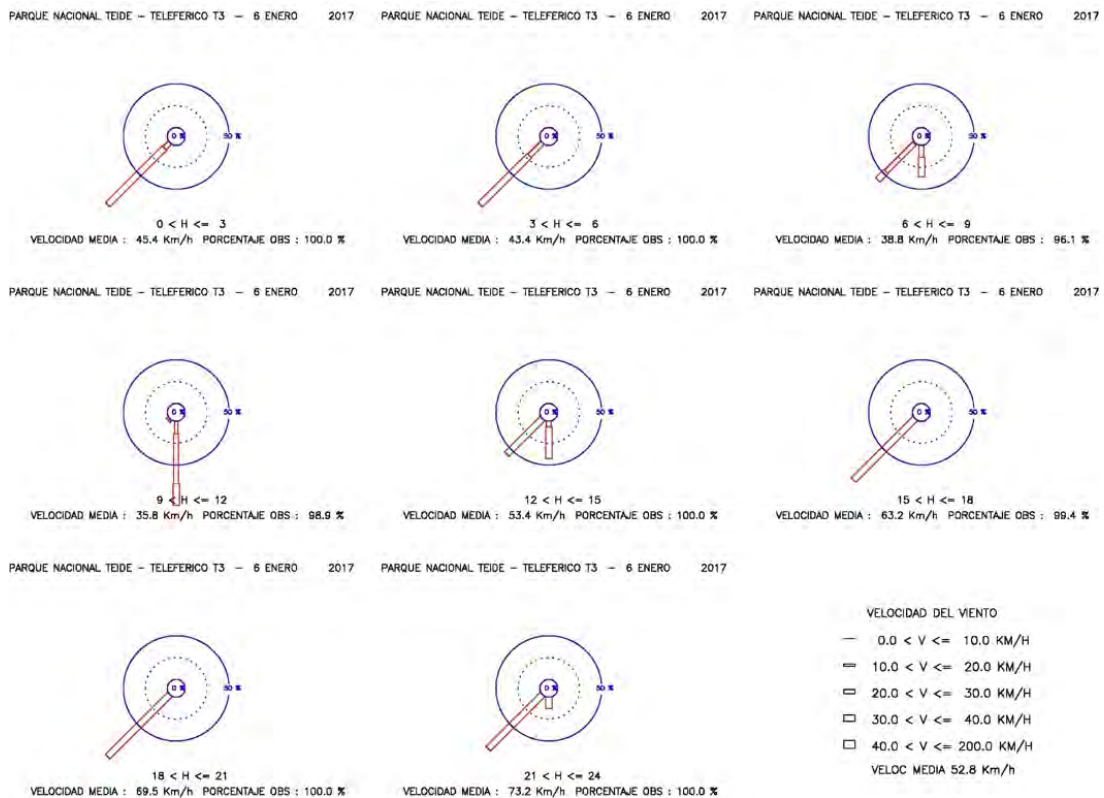 PARQUE NACIONAL TEIDE - TELEFERICO T3 - 6 ENERO 2017
0 %
50 %
0 < H <= 3
VELOCIDAD MEDIA : 45.4 Km/h PORCENTAJE OBS : 100.0 %
PARQUE NACIONAL TEIDE - TELEFERICO T3 - 6 ENERO 2017
0 %
50 %
3 < H <= 6
VELOCIDAD MEDIA : 43.4 Km/h PORCENTAJE OBS : 100.0 %
PARQUE NACIONAL TEIDE - TELEFERICO T3 - 6 ENERO 2017
0 %
50 %
6 < H <= 9
VELOCIDAD MEDIA : 38.8 Km/h PORCENTAJE OBS : 96.1 %
PARQUE NACIONAL TEIDE - TELEFERICO T3 - 6 ENERO 2017
0 %
50 %
9 < H <= 12
VELOCIDAD MEDIA : 35.8 Km/h PORCENTAJE OBS : 98.9 %
PARQUE NACIONAL TEIDE - TELEFERICO T3 - 6 ENERO 2017
0 %
50 %
12 < H <= 15
VELOCIDAD MEDIA : 53.4 Km/h PORCENTAJE OBS : 100.0 %
PARQUE NACIONAL TEIDE - TELEFERICO T3 - 6 ENERO 2017
0 %
50 %
15 < H <= 18
VELOCIDAD MEDIA : 63.2 Km/h PORCENTAJE OBS : 99.4 %
PARQUE NACIONAL TEIDE - TELEFERICO T3 - 6 ENERO 2017
0 %
50 %
18 < H <= 21
VELOCIDAD MEDIA : 69.5 Km/h PORCENTAJE OBS : 100.0 %
PARQUE NACIONAL TEIDE - TELEFERICO T3 - 6 ENERO 2017
0 %
50 %
21 < H <= 24
VELOCIDAD MEDIA : 73.2 Km/h PORCENTAJE OBS : 100.0 %
VELOCIDAD DEL VIENTO
0.0 < V <= 10.0 KM/H
10.0 < V <= 20.0 KM/H
20.0 < V <= 30.0 KM/H
30.0 < V <= 40.0 KM/H
40.0 < V <= 200.0 KM/H
VELOC MEDIA 52.8 Km/h